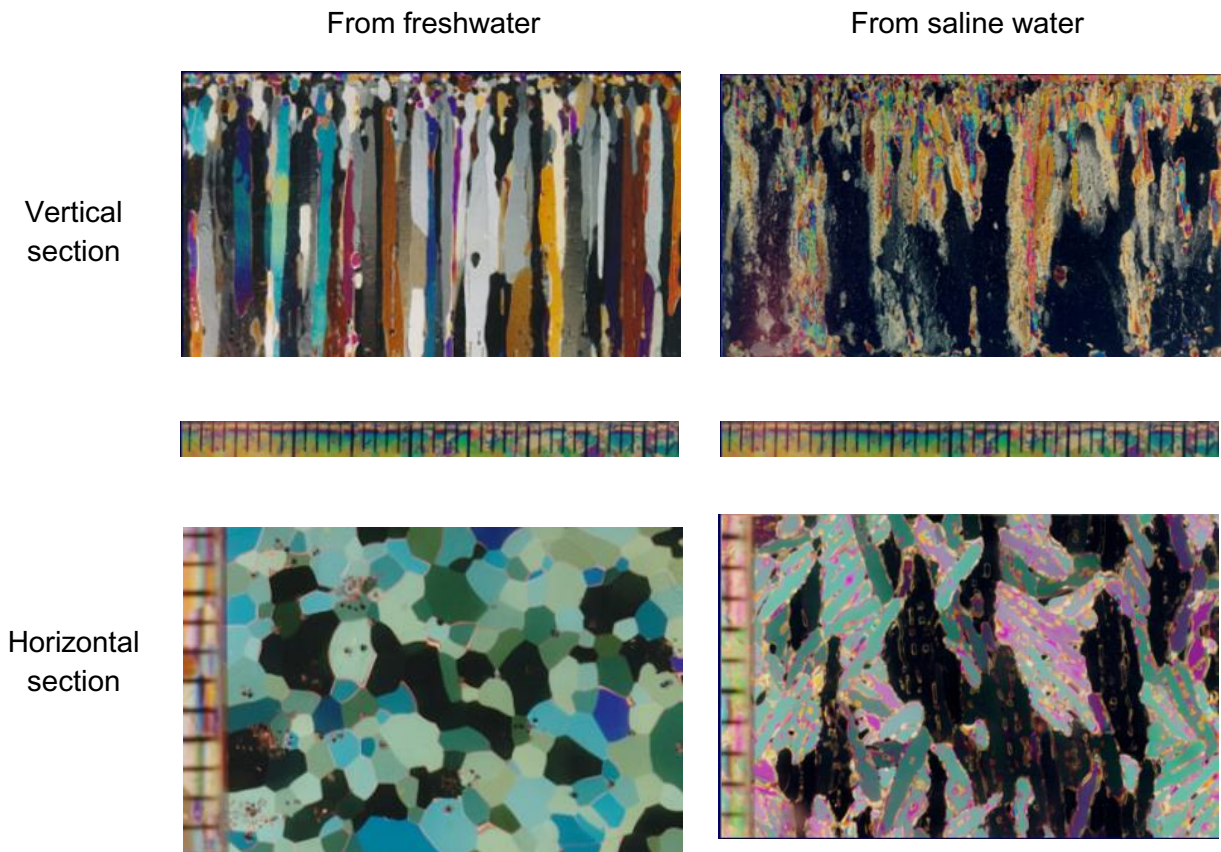 From freshwater
From saline water
Vertical
section
Horizontal
section